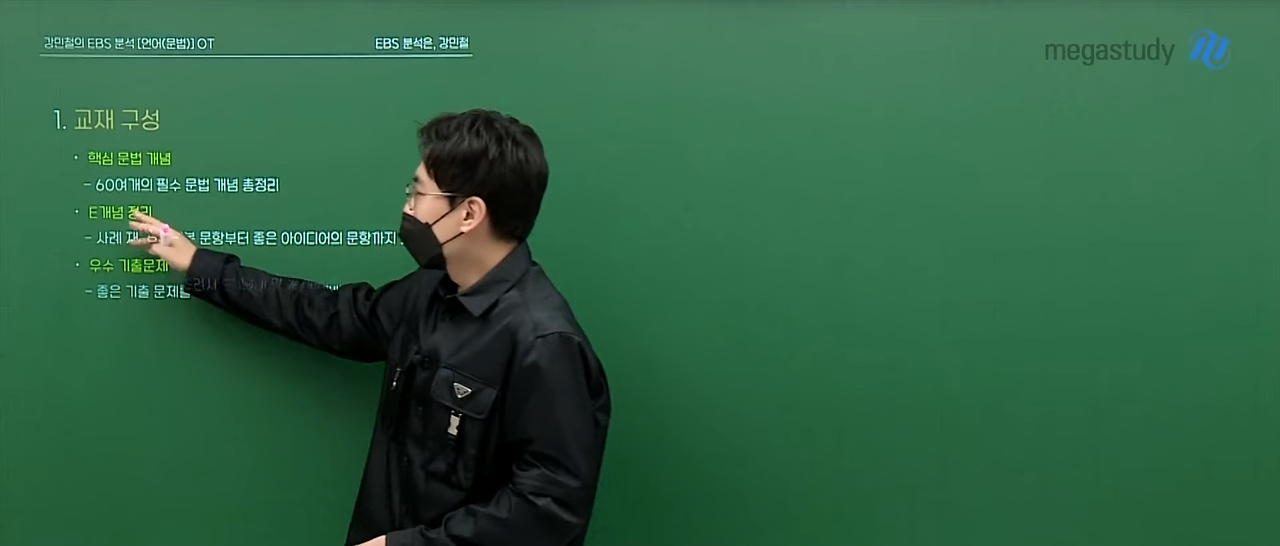 강민철의 EBS 분석 [언어(문법)] OT
EBS 분석은, 강민철
megastudy
1. 교재 구성
· 핵심 문법 개념
- 60여개의 필수 문법 개념 총정리
· E개념 정리
- 사례 문항부터 좋은 아이디어의 문항까지
· 우수 기출문제
- 좋은 기출 문제를